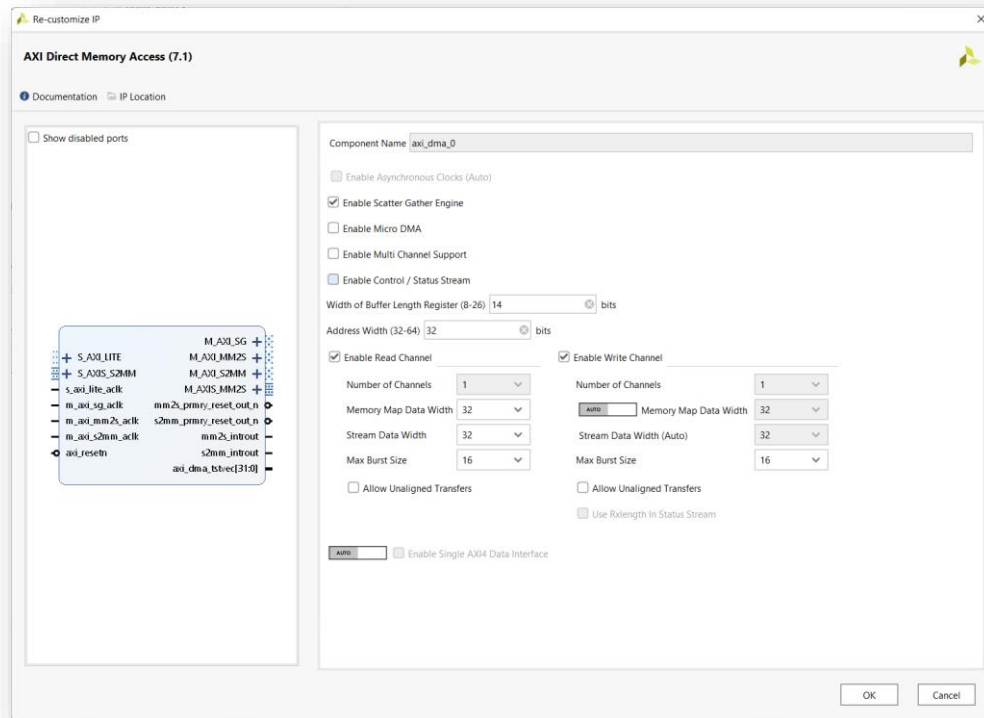 Re-customize IP
AXI Direct Memory Access (7.1)
Documentation IP Location
Show disabled ports
S_AXI_LITE
S_AXIS_S2MM
s_axi_lite_aclk
m_axi_sg_aclk
m_axi_mm2s_aclk
m_axi_s2mm_aclk
axi_resetn
M_AXI_SG
M_AXI_MM2S
M_AXI_S2MM
M_AXIS_MM2S
mm2s_prmry_reset_out_n
s2mm_prmry_reset_out_n
mm2s_introut
s2mm_introut
axi_dma_tstvec[31:0]
Component Name axi_dma_0
Enable Asynchronous Clocks (Auto)
Enable Scatter Gather Engine
Enable Micro DMA
Enable Multi Channel Support
Enable Control / Status Stream
Width of Buffer Length Register (8-26) 14 bits
Address Width (32-64) 32 bits
Enable Read Channel
Number of Channels 1
Memory Map Data Width 32
Stream Data Width 32
Max Burst Size 16
Allow Unaligned Transfers
Enable Write Channel
Number of Channels 1
AUTO Memory Map Data Width 32
Stream Data Width (Auto) 32
Max Burst Size 16
Allow Unaligned Transfers
Use Rxlength In Status Stream
AUTO Enable Single AXI4 Data Interface
OK Cancel